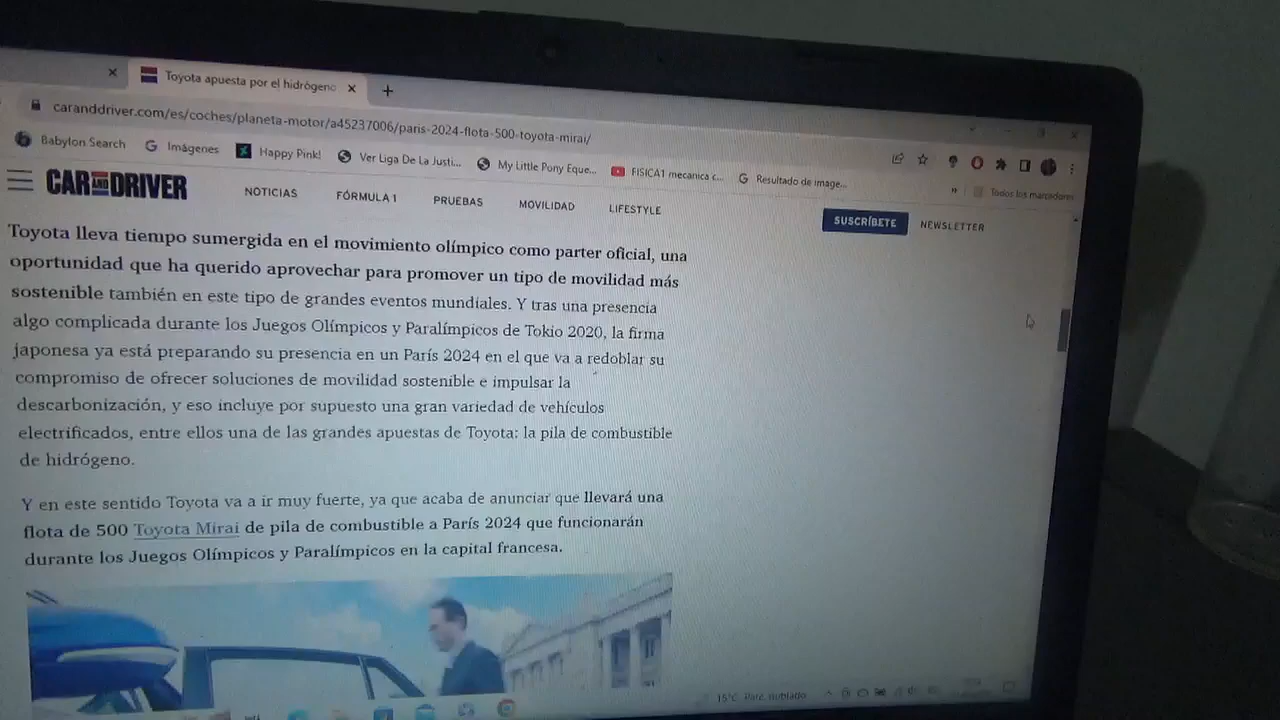 Toyota apuesta por el hidrógeno
caranddriver.com/es/coches/planeta-motor/a45237006/paris-2024-flota-500-toyota-mirai/
Babylon Search Imágenes Happy Pink! Ver Liga De La Justi... My Little Pony Eque... FISICA1 mecanica c... Resultado de image... » Todos los marcadores
CAR AND DRIVER NOTICIAS FÓRMULA 1 PRUEBAS MOVILIDAD LIFESTYLE SUSCRÍBETE NEWSLETTER
Toyota lleva tiempo sumergida en el movimiento olímpico como parter oficial, una
oportunidad que ha querido aprovechar para promover un tipo de movilidad más
sostenible también en este tipo de grandes eventos mundiales. Y tras una presencia
algo complicada durante los Juegos Olímpicos y Paralímpicos de Tokio 2020, la firma
japonesa ya está preparando su presencia en un París 2024 en el que va a redoblar su
compromiso de ofrecer soluciones de movilidad sostenible e impulsar la
descarbonización, y eso incluye por supuesto una gran variedad de vehículos
electrificados, entre ellos una de las grandes apuestas de Toyota: la pila de combustible
de hidrógeno.
Y en este sentido Toyota va a ir muy fuerte, ya que acaba de anunciar que llevará una
flota de 500 Toyota Mirai de pila de combustible a París 2024 que funcionarán
durante los Juegos Olímpicos y Paralímpicos en la capital francesa.
15°C Parc. nublado